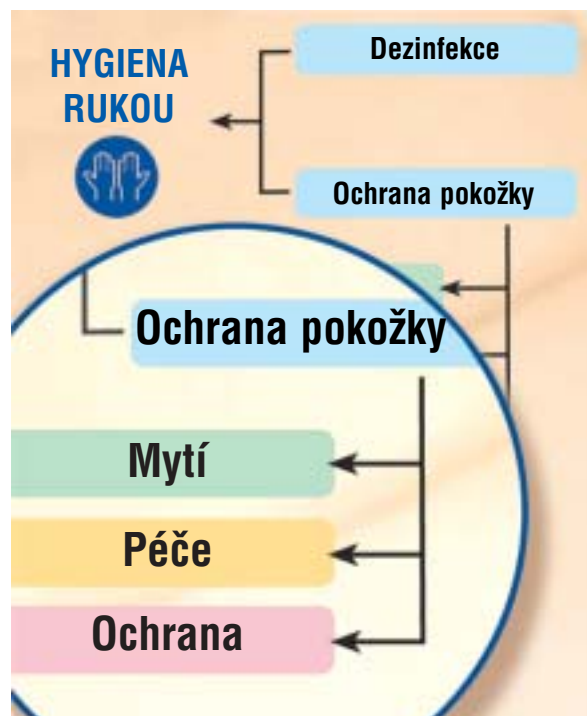 HYGIENA
RUKOU
Dezinfekce
Ochrana pokožky
Ochrana pokožky
Mytí
Péče
Ochrana